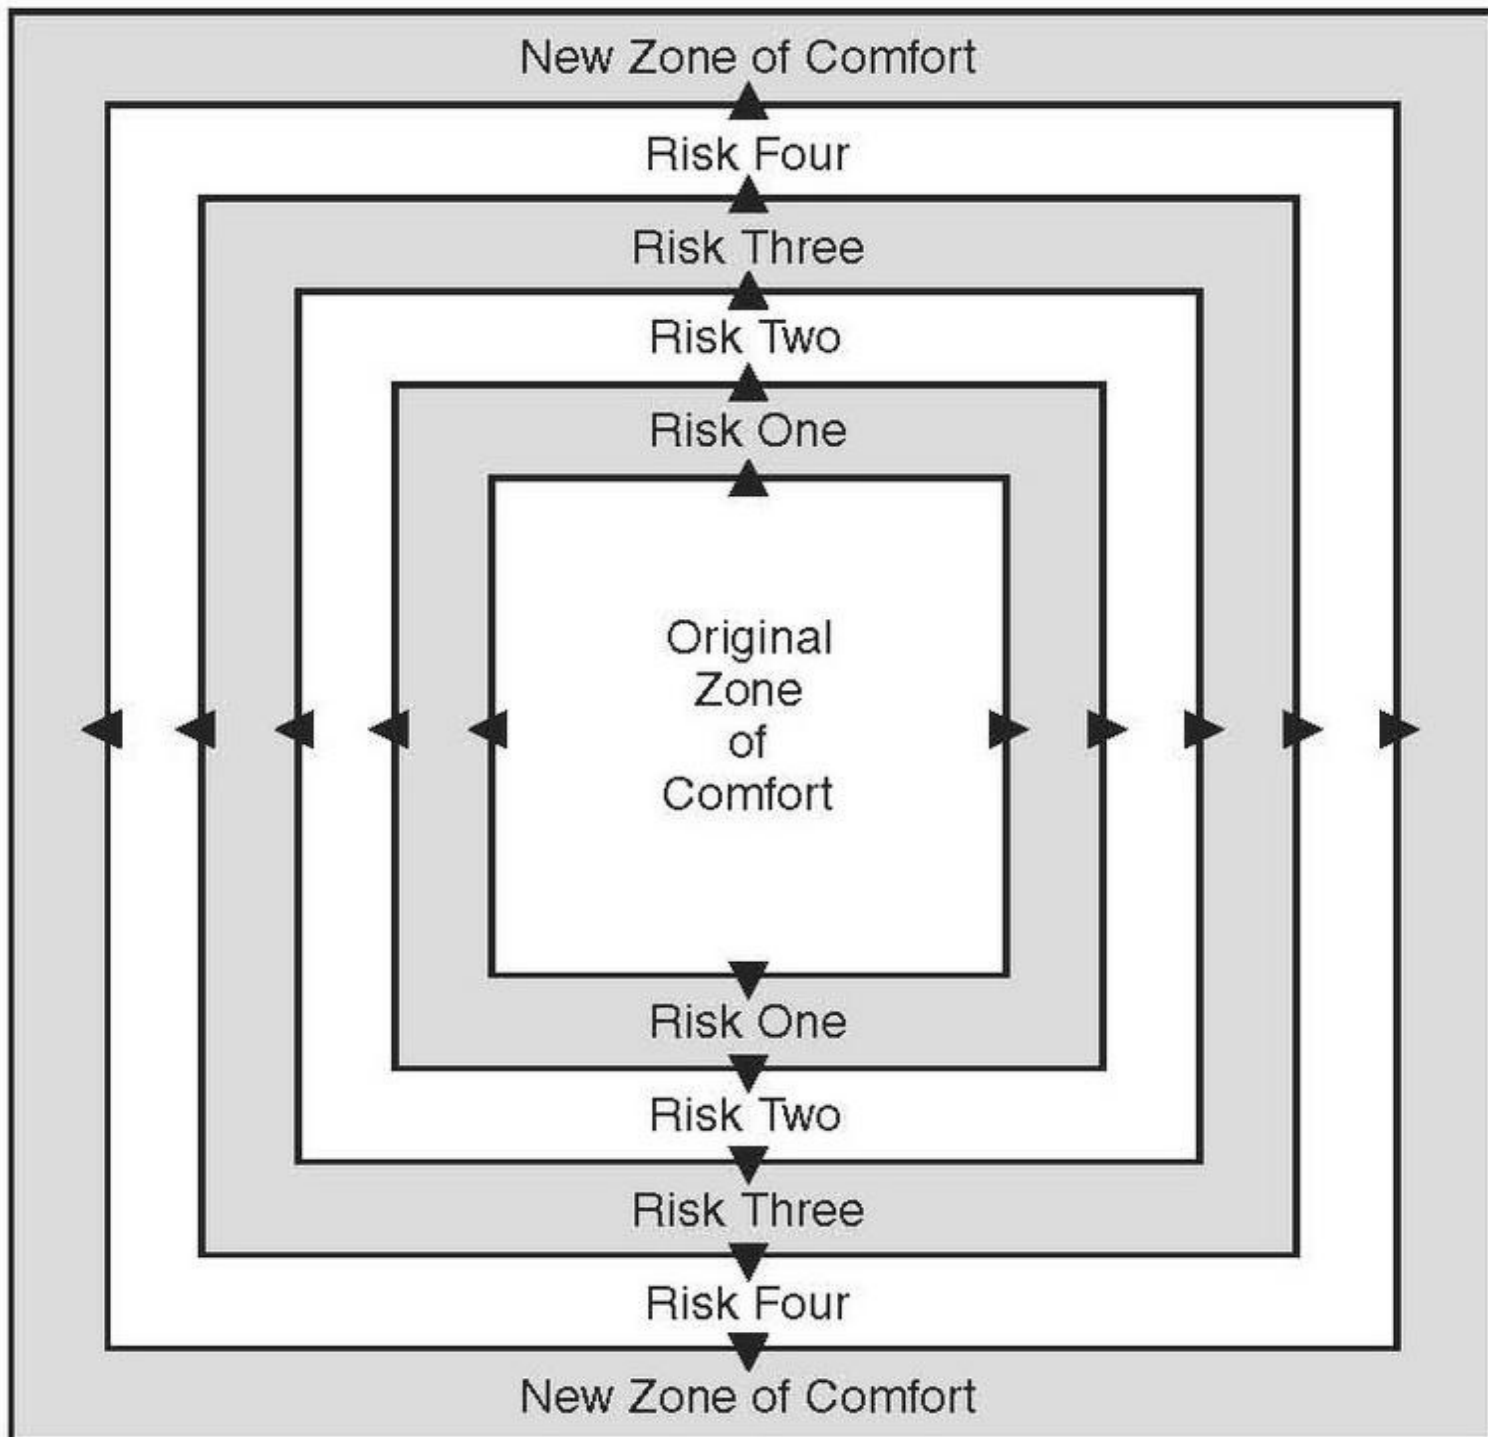 New Zone of Comfort
Risk Four
Risk Three
Risk Two
Risk One
Original
Zone
of
Comfort
Risk One
Risk Two
Risk Three
Risk Four
New Zone of Comfort